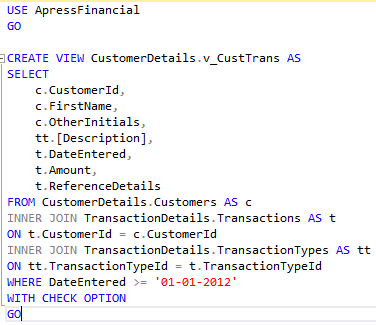 USE ApressFinancial
GO
CREATE VIEW CustomerDetails.v_CustTrans AS
SELECT
c.CustomerId,
c.FirstName,
c.OtherInitials,
tt.[Description],
t.DateEntered,
t.Amount,
t.ReferenceDetails
FROM CustomerDetails.Customers AS c
INNER JOIN TransactionDetails.Transactions AS t
ON t.CustomerId = c.CustomerId
INNER JOIN TransactionDetails.TransactionTypes AS tt
ON tt.TransactionTypeId = t.TransactionTypeId
WHERE DateEntered >= '01-01-2012'
WITH CHECK OPTION
GO